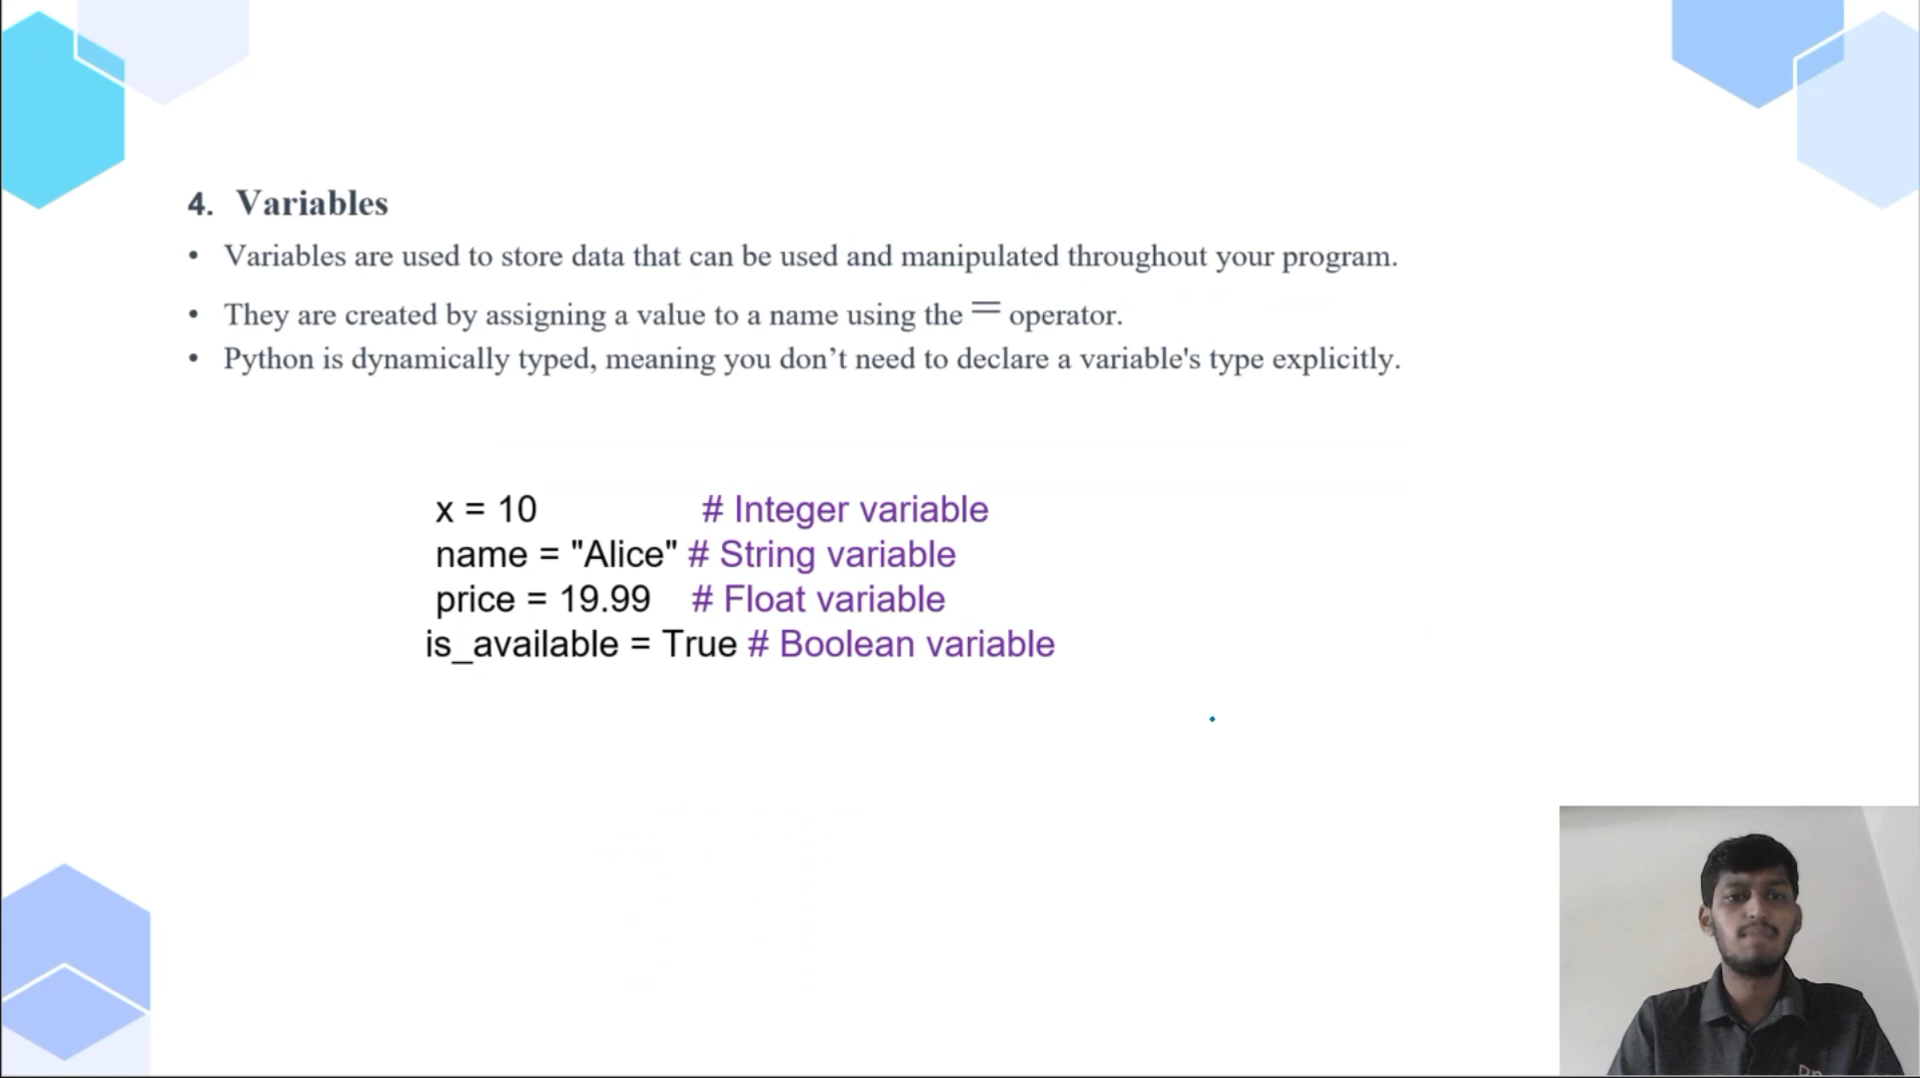 4. Variables
• Variables are used to store data that can be used and manipulated throughout your program.
• They are created by assigning a value to a name using the = operator.
• Python is dynamically typed, meaning you don’t need to declare a variable's type explicitly.
x = 10 # Integer variable
name = "Alice" # String variable
price = 19.99 # Float variable
is_available = True # Boolean variable